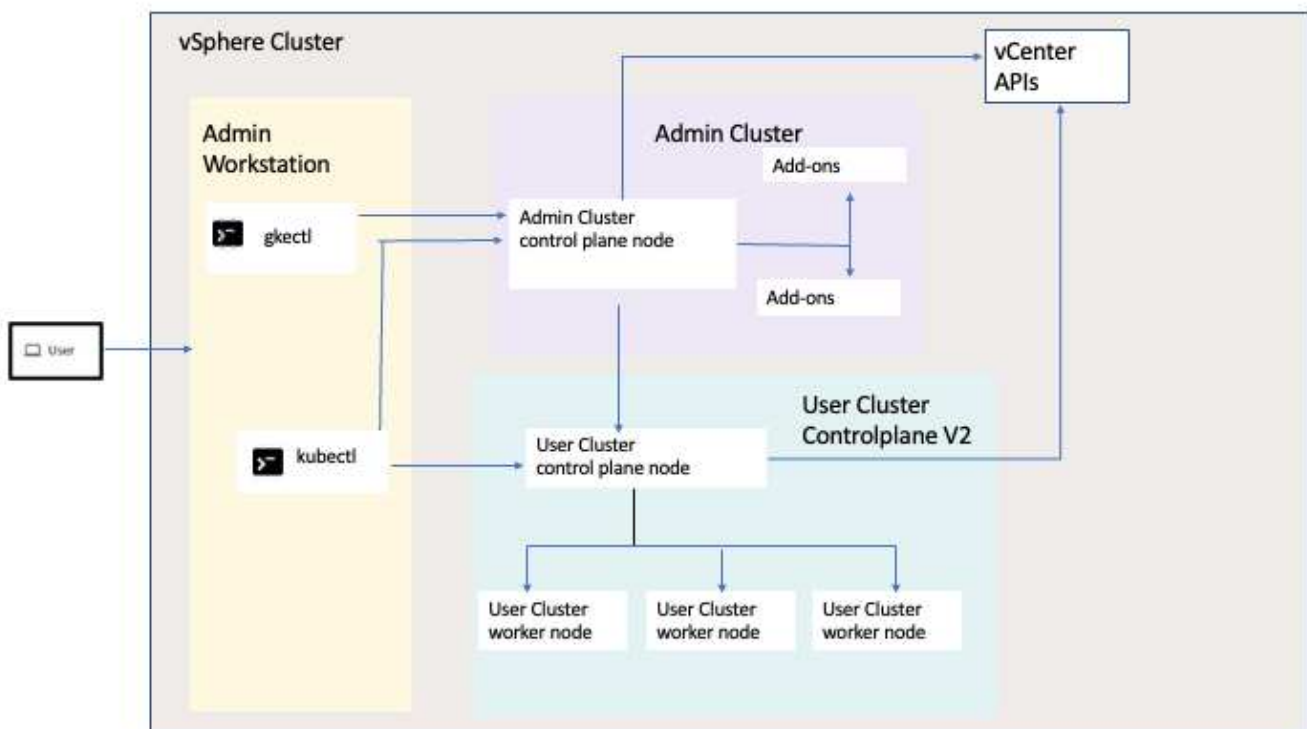 vSphere Cluster
vCenter
APIs
Admin
Workstation
Admin Cluster
Add-ons
gkectl
Admin Cluster
control plane node
Add-ons
User
User Cluster
Controlplane V2
kubectl
User Cluster
control plane node
User Cluster
worker node
User Cluster
worker node
User Cluster
worker node